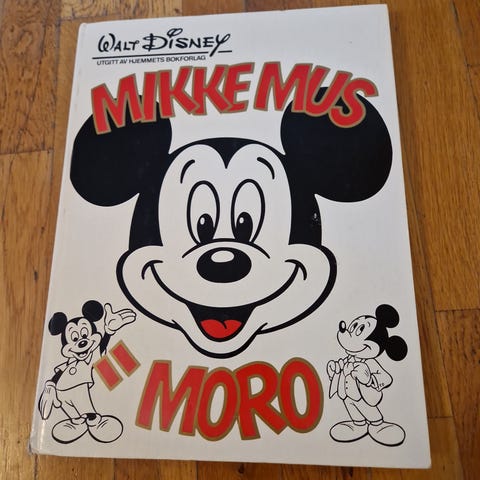 WALT DISNEY
UTGITT AV HJEMMETS BOKFORLAG
MIKKE MUS
MORO